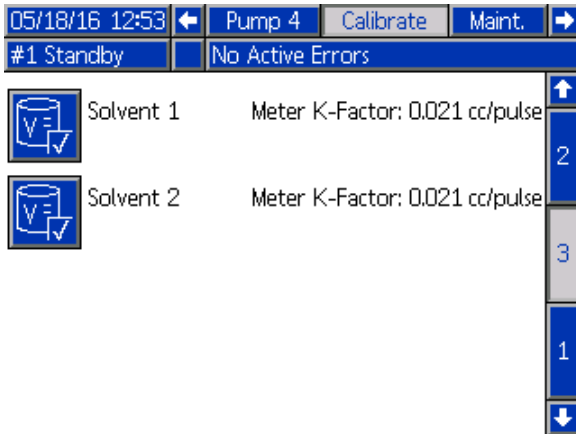 05/18/16 12:53 Pump 4 Calibrate Maint.
#1 Standby No Active Errors
Solvent 1 Meter K-Factor: 0.021 cc/pulse
2
Solvent 2 Meter K-Factor: 0.021 cc/pulse
3
1